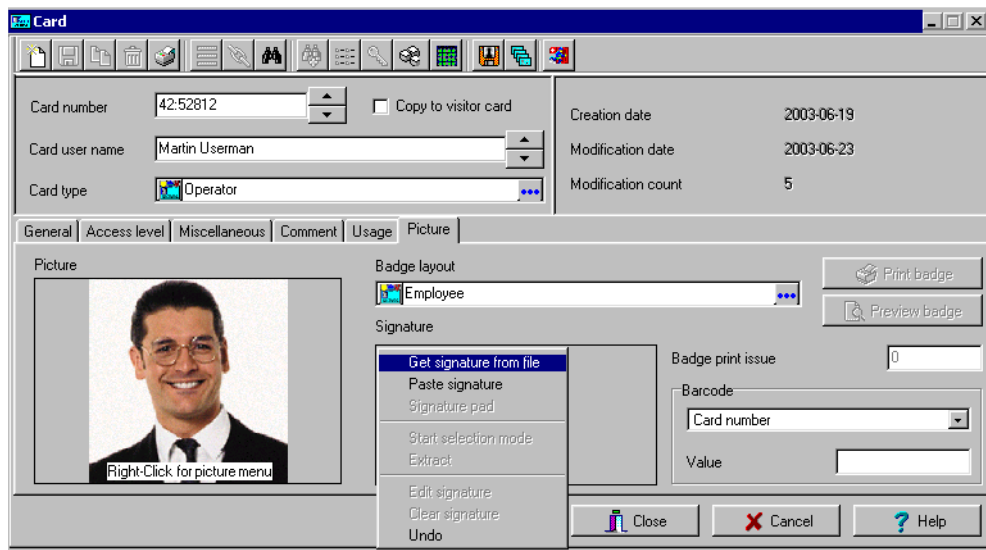 Card
Card number
42:52812
Copy to visitor card
Card user name
Martin Userman
Card type
Operator
Creation date
2003-06-19
Modification date
2003-06-23
Modification count
5
General
Access level
Miscellaneous
Comment
Usage
Picture
Picture
Right-Click for picture menu
Badge layout
Employee
Signature
Get signature from file
Paste signature
Signature pad
Start selection mode
Extract
Edit signature
Clear signature
Undo
Print badge
Preview badge
Badge print issue
0
Barcode
Card number
Value
Close
Cancel
Help